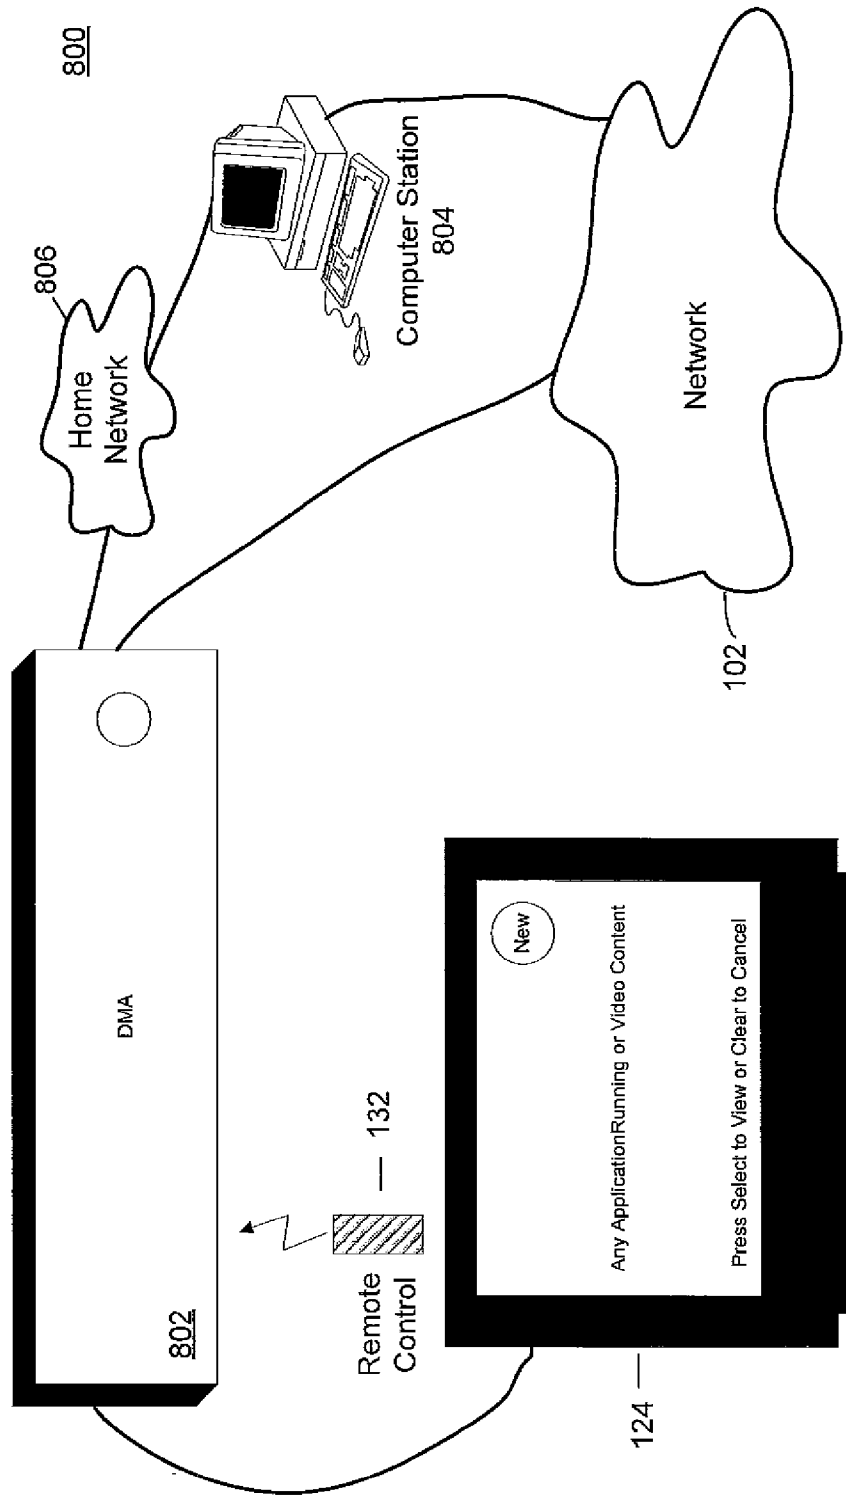 800
806
Home
Network
DMA
802
Computer Station
804
Remote
Control
132
Network
102
New
Any ApplicationRunning or Video Content
Press Select to View or Clear to Cancel
124